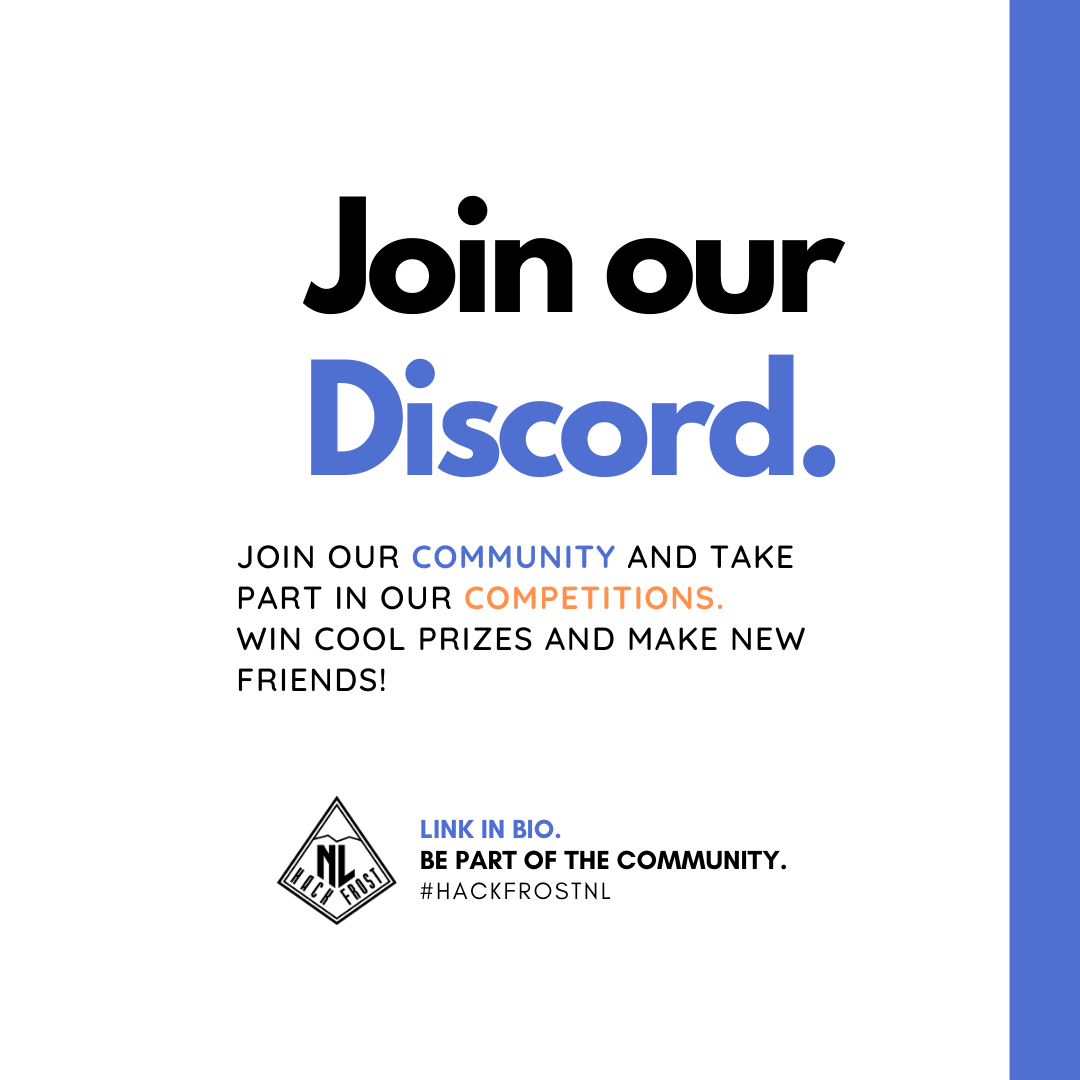 Join our
Discord.
JOIN OUR COMMUNITY AND TAKE
PART IN OUR COMPETITIONS.
WIN COOL PRIZES AND MAKE NEW
FRIENDS!
NL
HACK FROST
LINK IN BIO.
BE PART OF THE COMMUNITY.
#HACKFROSTNL